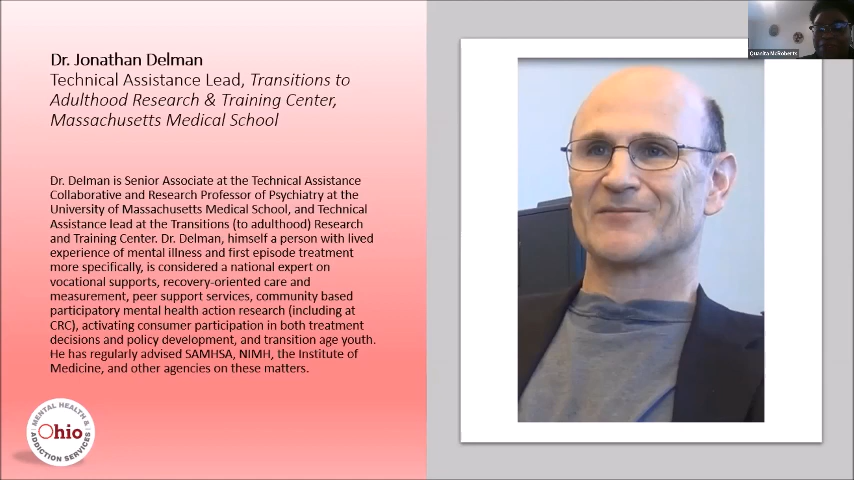 Dr. Jonathan Delman
Technical Assistance Lead, Transitions to
Adulthood Research & Training Center,
Massachusetts Medical School
Dr. Delman is Senior Associate at the Technical Assistance
Collaborative and Research Professor of Psychiatry at the
University of Massachusetts Medical School, and Technical
Assistance lead at the Transitions (to adulthood) Research
and Training Center. Dr. Delman, himself a person with lived
experience of mental illness and first episode treatment
more specifically, is considered a national expert on
vocational supports, recovery-oriented care and
measurement, peer support services, community based
participatory mental health action research (including at
CRC), activating consumer participation in both treatment
decisions and policy development, and transition age youth.
He has regularly advised SAMHSA, NIMH, the Institute of
Medicine, and other agencies on these matters.
MENTAL HEALTH &
Ohio
ADDICTION SERVICES
Quanita McRoberts